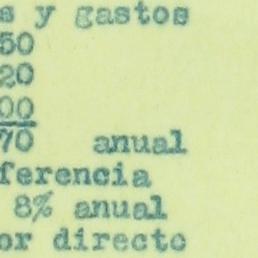 s y gastos
50
20
00
70 anual
ferencia
8% anual
or directo